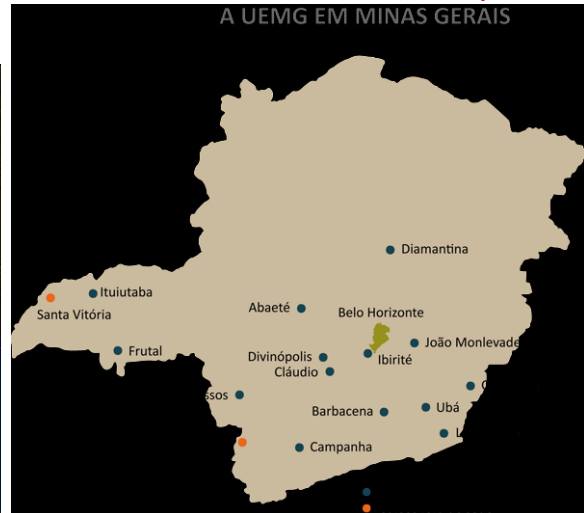 A UEMG EM MINAS GERAIS
Diamantina
Ituiutaba
Santa Vitória
Abaeté
Belo Horizonte
Frutal
João Monlevade
Divinópolis
Ibirité
Cláudio
Barbacena
Ubá
Campanha